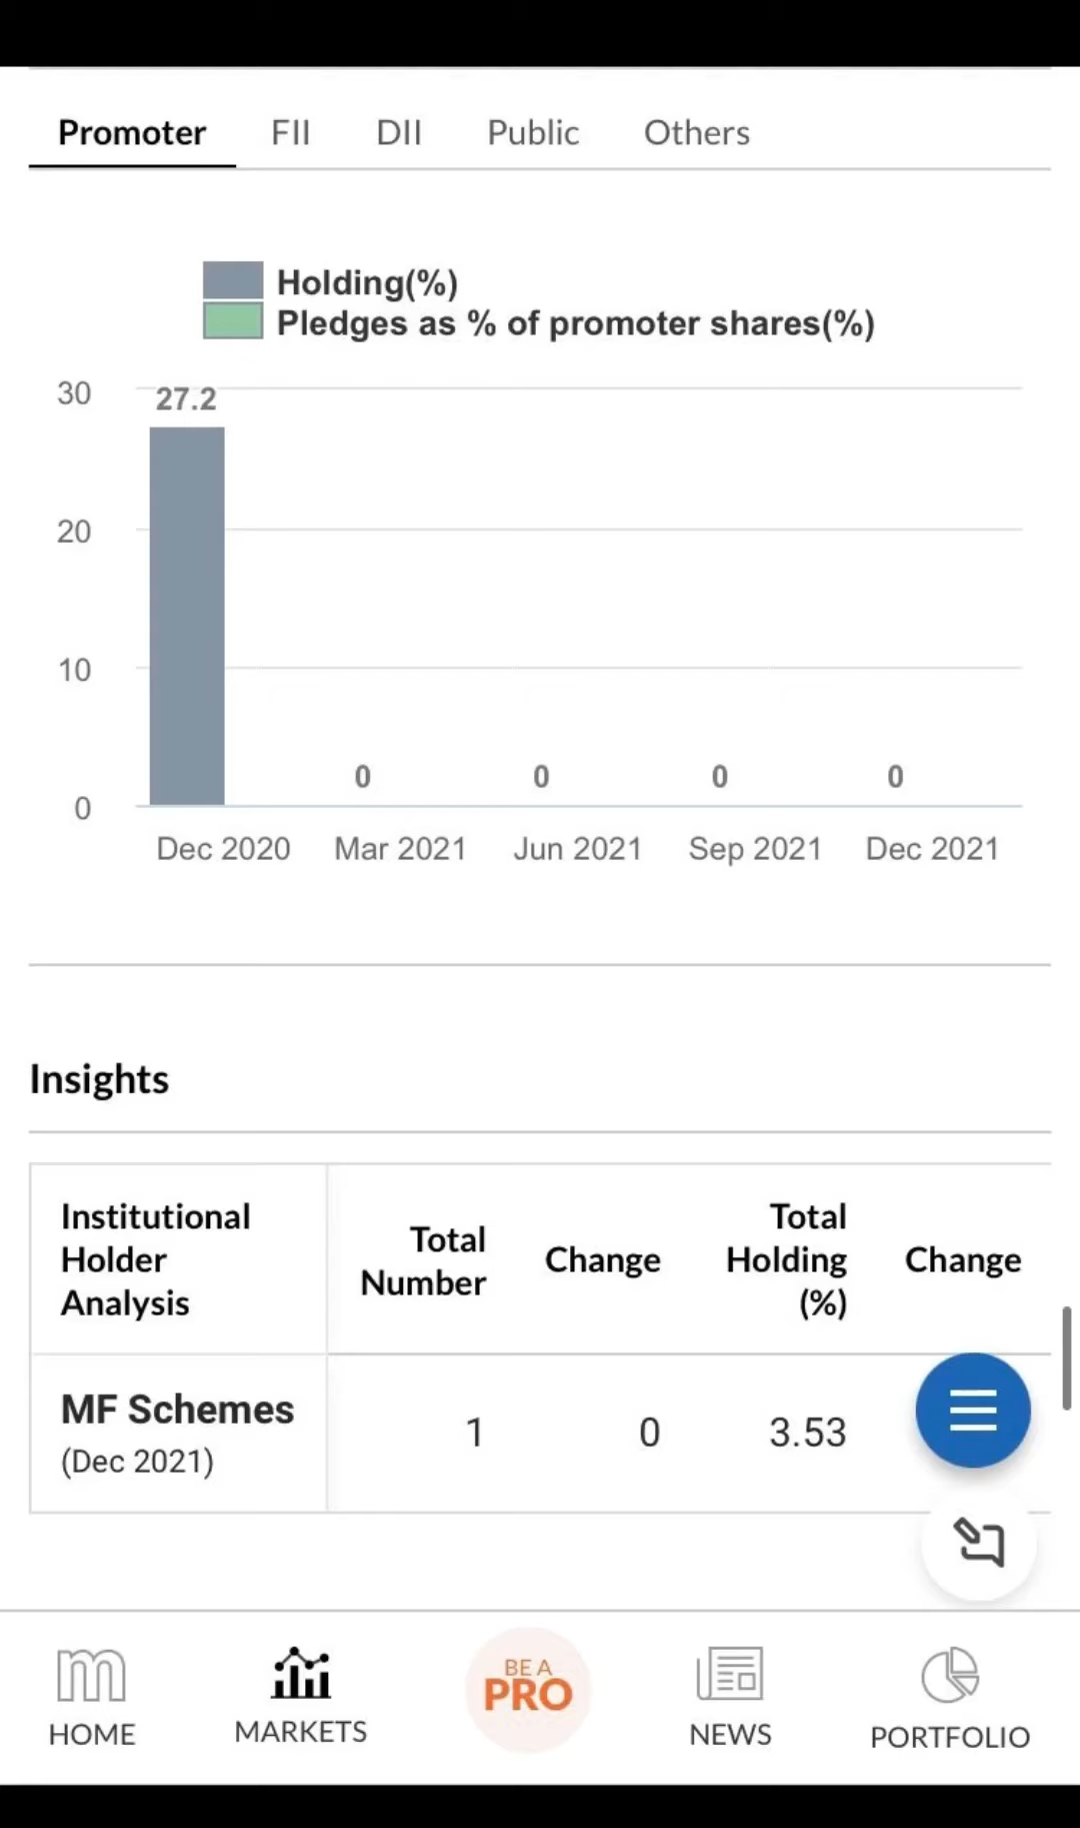 Promoter FII DII Public Others
Holding(%)
Pledges as % of promoter shares(%)
30
27.2
20
10
0 0 0 0
0
Dec 2020 Mar 2021 Jun 2021 Sep 2021 Dec 2021
Insights
Institutional
Holder
Analysis
Total
Number
Change
Total
Holding
(%)
Change
MF Schemes
(Dec 2021)
1 0 3.53
HOME
MARKETS
BE A
PRO
NEWS
PORTFOLIO